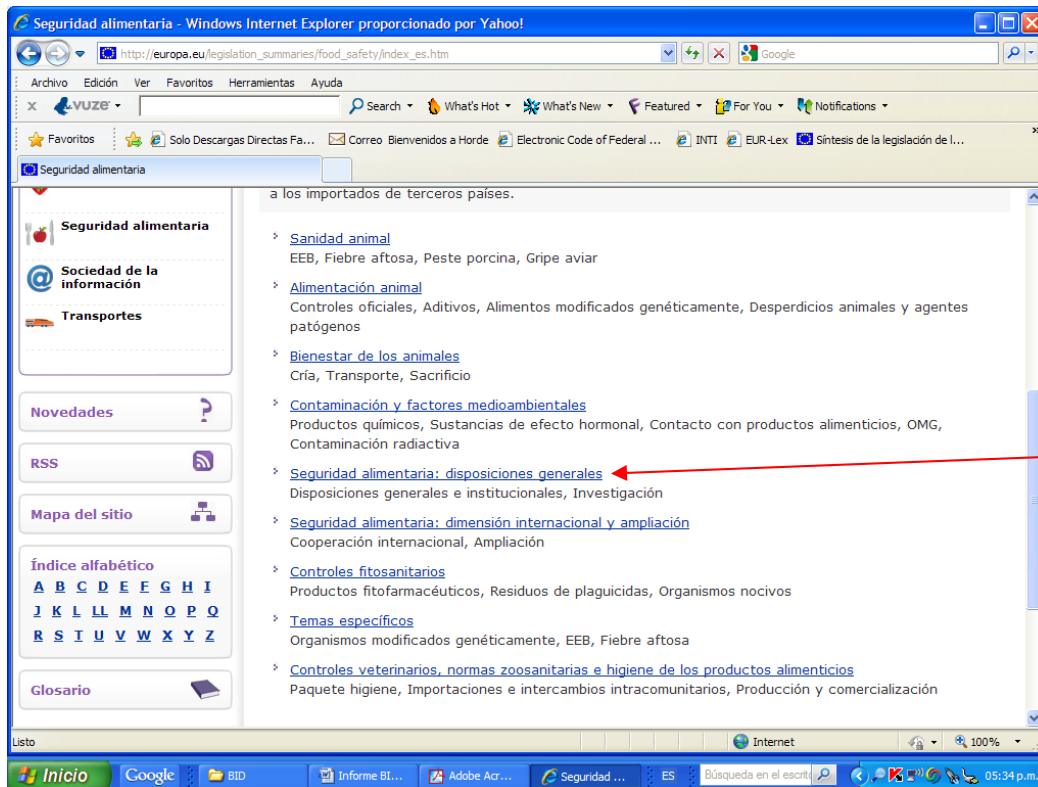 Seguridad alimentaria - Windows Internet Explorer proporcionado por Yahoo!
http://europa.eu/legislation_summaries/food_safety/index_es.htm
Google
Archivo Edición Ver Favoritos Herramientas Ayuda
x vuze Search What's Hot What's New Featured For You Notifications
Favoritos Solo Descargas Directas Fa... Correo Bienvenidos a Horde Electronic Code of Federal ... INTI EUR-Lex Síntesis de la legislación de l... »
Seguridad alimentaria
a los importados de terceros países.
Seguridad alimentaria
Sociedad de la
información
Transportes
Novedades
RSS
Mapa del sitio
Índice alfabético
A B C D E F G H I
J K L LL M N O P Q
R S T U V W X Y Z
Glosario
Sanidad animal
EEB, Fiebre aftosa, Peste porcina, Gripe aviar
Alimentación animal
Controles oficiales, Aditivos, Alimentos modificados genéticamente, Desperdicios animales y agentes
patógenos
Bienestar de los animales
Cría, Transporte, Sacrificio
Contaminación y factores medioambientales
Productos químicos, Sustancias de efecto hormonal, Contacto con productos alimenticios, OMG,
Contaminación radiactiva
Seguridad alimentaria: disposiciones generales
Disposiciones generales e institucionales, Investigación
Seguridad alimentaria: dimensión internacional y ampliación
Cooperación internacional, Ampliación
Controles fitosanitarios
Productos fitofarmacéuticos, Residuos de plaguicidas, Organismos nocivos
Temas específicos
Organismos modificados genéticamente, EEB, Fiebre aftosa
Controles veterinarios, normas zoosanitarias e higiene de los productos alimenticios
Paquete higiene, Importaciones e intercambios intracomunitarios, Producción y comercialización
Listo Internet 100%
Inicio Google BID Informe BI... Adobe Acr... Seguridad ... ES Búsqueda en el escrito 05:34 p.m.